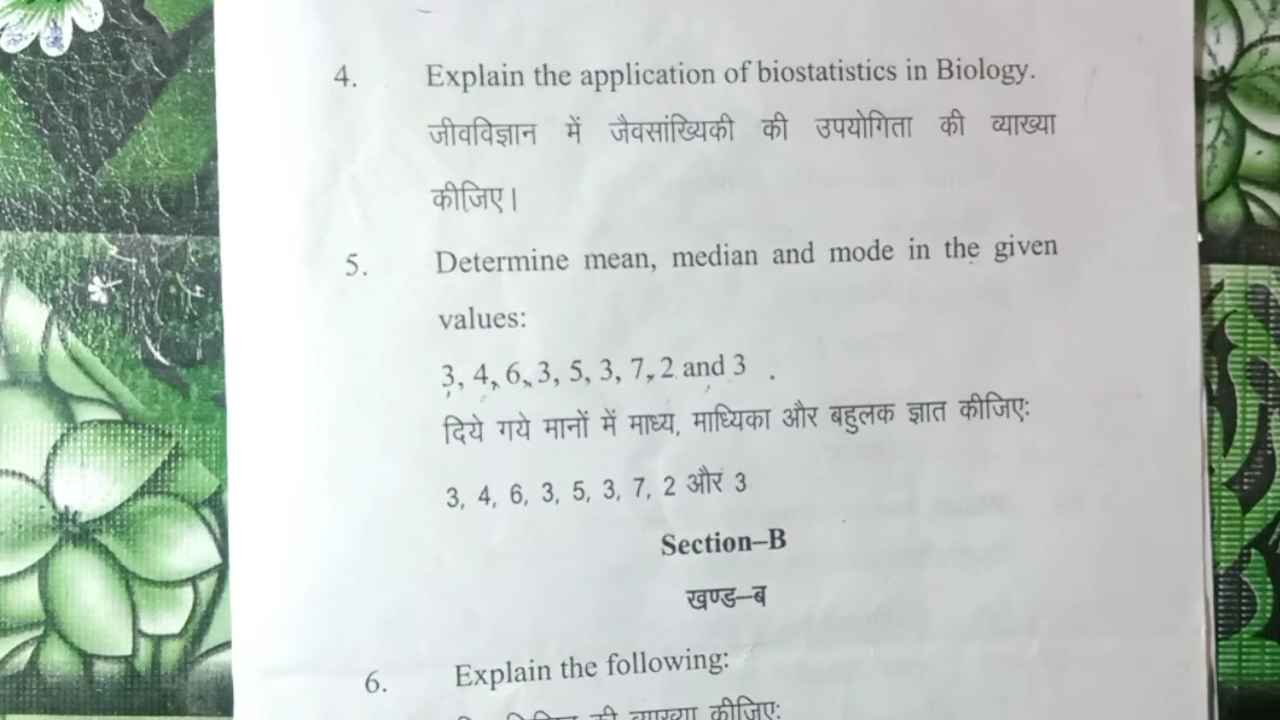 4. Explain the application of biostatistics in Biology.
जीवविज्ञान में जैवसांख्यिकी की उपयोगिता की व्याख्या
कीजिए।
5. Determine mean, median and mode in the given
values:
3, 4, 6, 3, 5, 3, 7, 2 and 3
दिये गये मानों में माध्य, माध्यिका और बहुलक ज्ञात कीजिए:
3, 4, 6, 3, 5, 3, 7, 2 और 3
Section–B
खण्ड–ब
6. Explain the following:
की व्याख्या कीजिए: